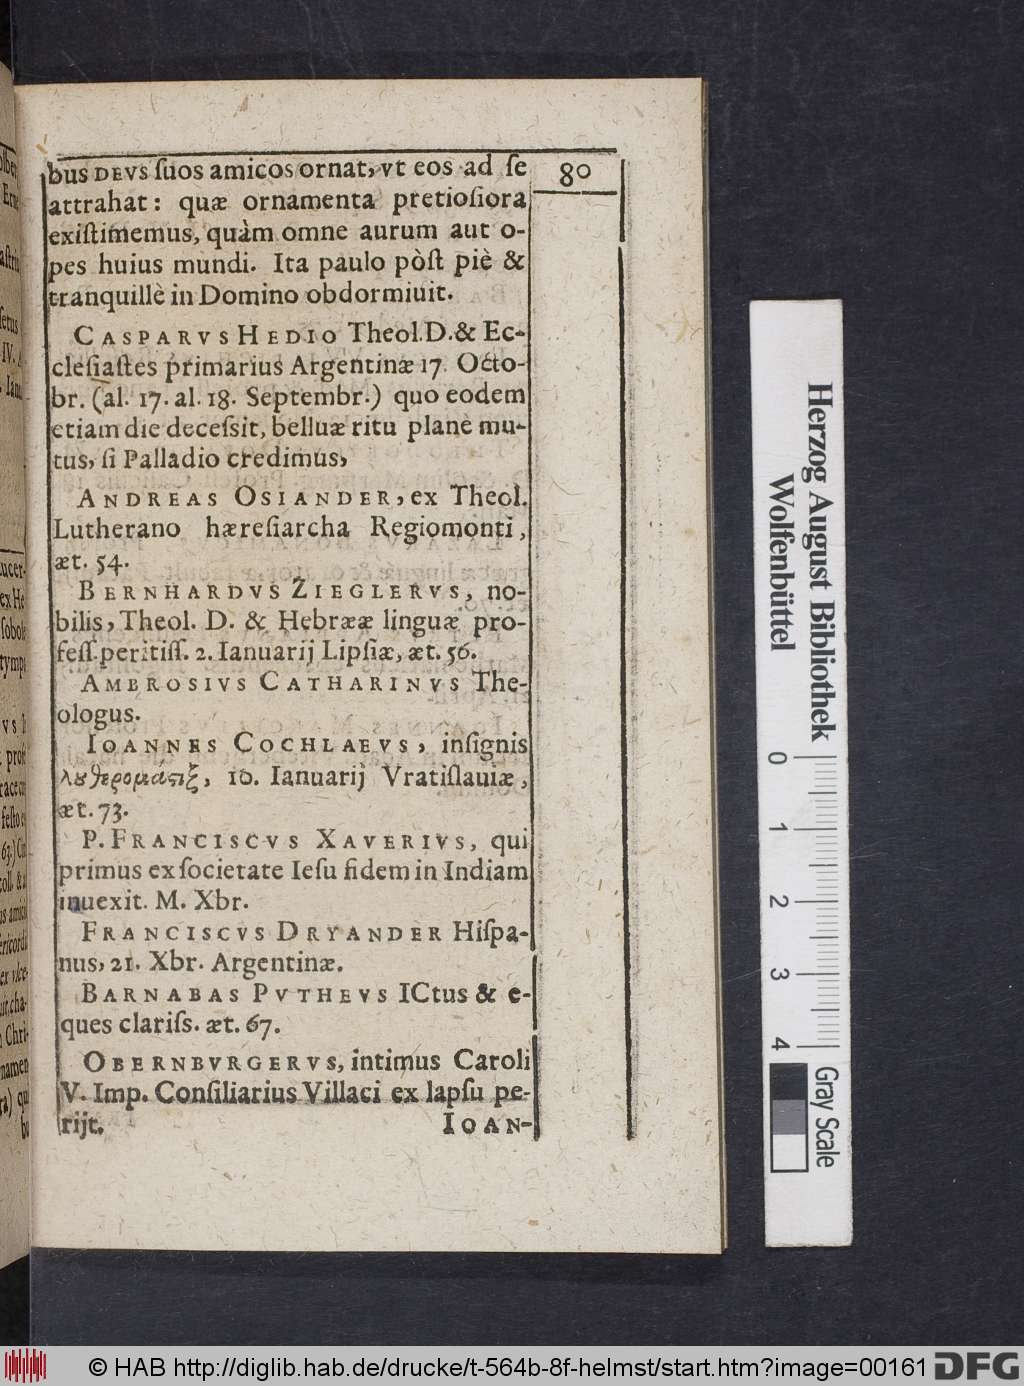 80
bus DEVS ſuos amicos ornat, vt eos ad ſe
attrahat: quæ ornamenta pretioſiora
exiſtimemus, quàm omne aurum aut o-
pes huius mundi. Ita paulo pòſt piè &
tranquillè in Domino obdormiuit.
CASPARVS HEDIO Theol. D. & Ec-
cleſiaſtes primarius Argentinæ 17. Octo-
br. (al. 17. al. 18. Septembr.) quo eodem
etiam die deceſsit, belluæ ritu planè mu-
tus, ſi Palladio credimus,
ANDREAS OSIANDER, ex Theol.
Lutherano hæreſiarcha Regiomonti,
æt. 54.
BERNHARDVS ZIEGLERVS, no-
bilis, Theol. D. & Hebrææ linguæ pro-
feſſ. peritiſſ. 2. Ianuarij Lipſiæ, æt. 56.
AMBROSIVS CATHARINVS The-
ologus.
IOANNES COCHLAEVS, inſignis
λουθερομάστιξ, 10. Ianuarij Vratiſlauiæ,
æt. 73.
P. FRANCISCVS XAVERIVS, qui
primus ex ſocietate Ieſu fidem in Indiam
inuexit. M. Xbr.
FRANCISCVS DRYANDER Hiſpa-
nus, 21. Xbr. Argentinæ.
BARNABAS PVTHEVS ICtus & e-
ques clariſs. æt. 67.
OBERNBVRGERVS, intimus Caroli
V. Imp. Conſiliarius Villaci ex lapſu pe-
rijt.
IOAN-
Herzog August Bibliothek
Wolfenbüttel
0 1 2 3 4
Gray Scale
© HAB http://diglib.hab.de/drucke/t-564b-8f-helmst/start.htm?image=00161
DFG